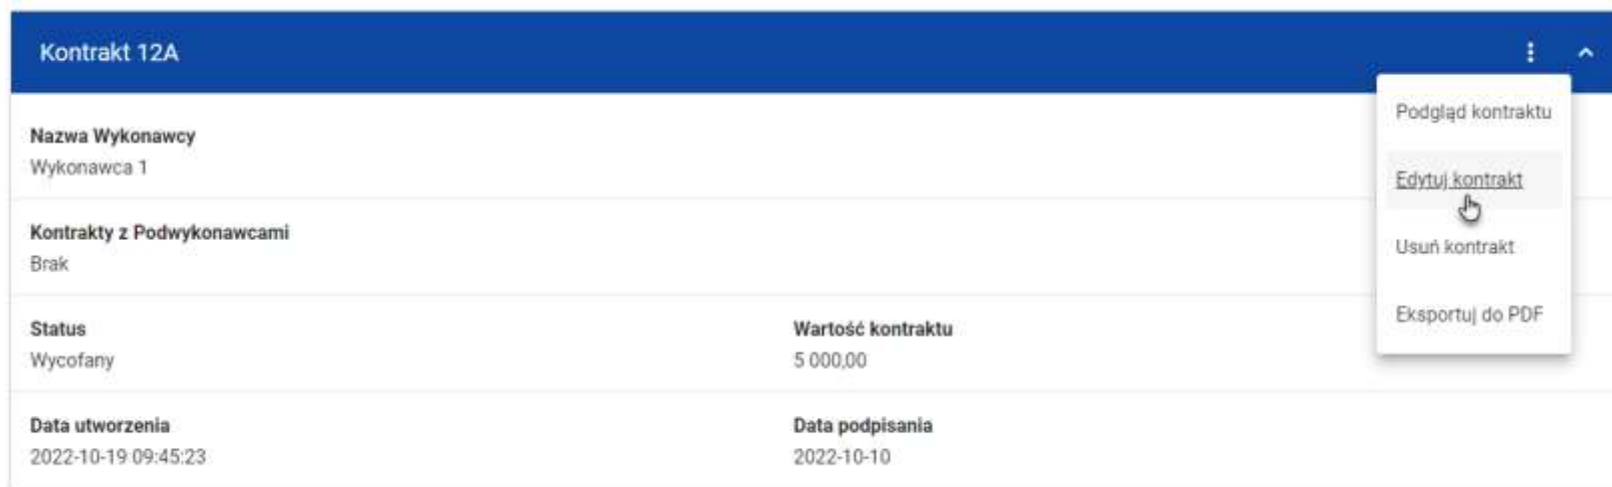 Kontrakt 12A
Podgląd kontraktu
Nazwa Wykonawcy
Wykonawca 1
Edytuj kontrakt
Kontrakty z Podwykonawcami
Brak
Usuń kontrakt
Eksportuj do PDF
Status
Wartość kontraktu
Wycofany
5 000,00
Data utworzenia
Data podpisania
2022-10-19 09:45:23
2022-10-10